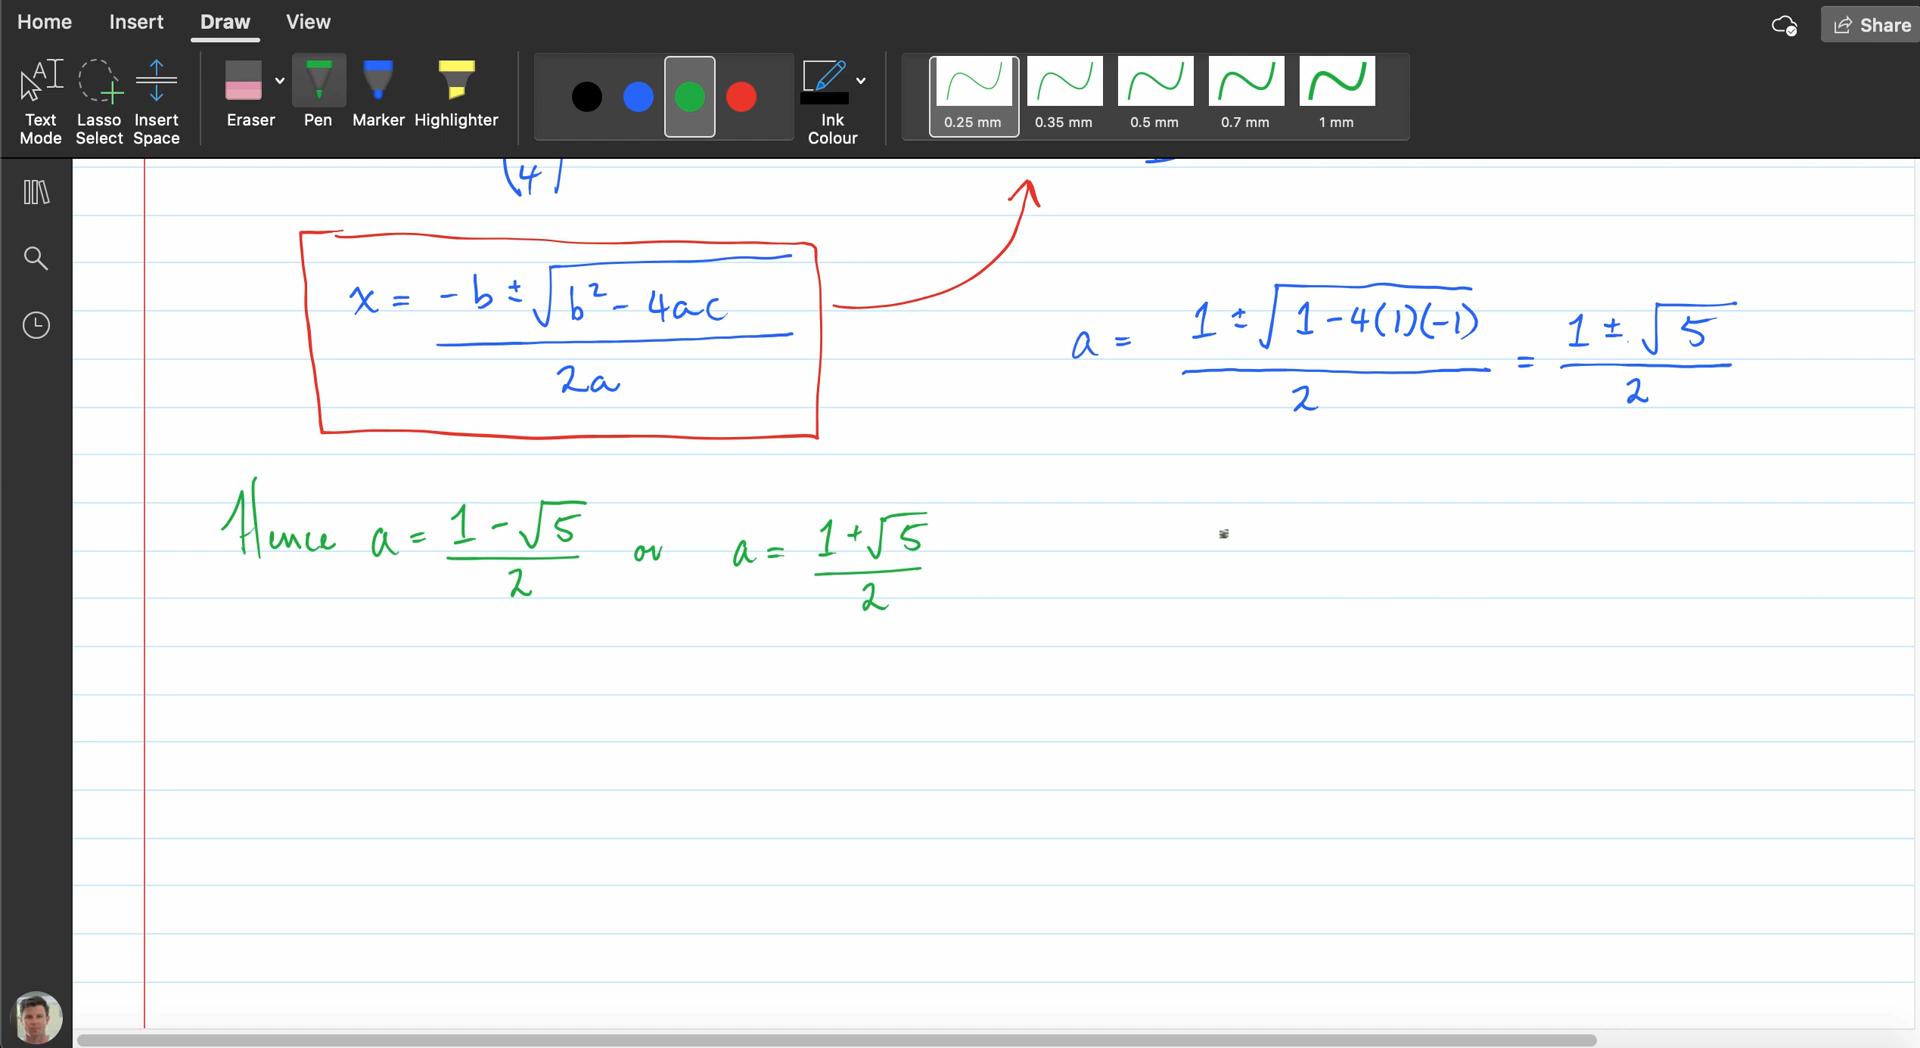 Home Insert Draw View
Share
Text Mode
Lasso Select
Insert Space
Eraser
Pen
Marker
Highlighter
Ink Colour
0.25 mm
0.35 mm
0.5 mm
0.7 mm
1 mm
(4)
x = (-b ± √(b² - 4ac)) / 2a
a = (1 ± √(1 - 4(1)(-1))) / 2 = (1 ± √5) / 2
Hence a = (1 - √5) / 2 or a = (1 + √5) / 2